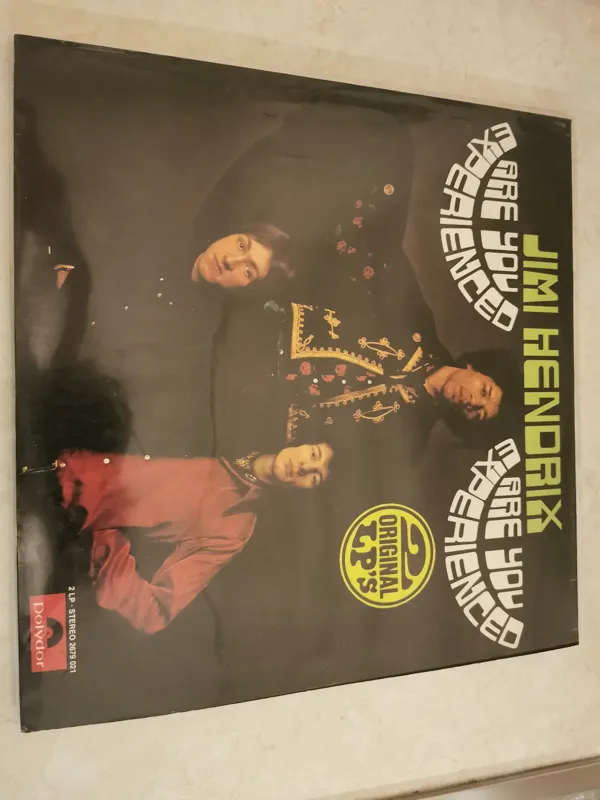 JIMI HENDRIX
ARE YOU
EXPERIENCED
ARE YOU
EXPERIENCED
2
ORIGINAL
LP's
2 LP · STEREO 2679 021
Polydor